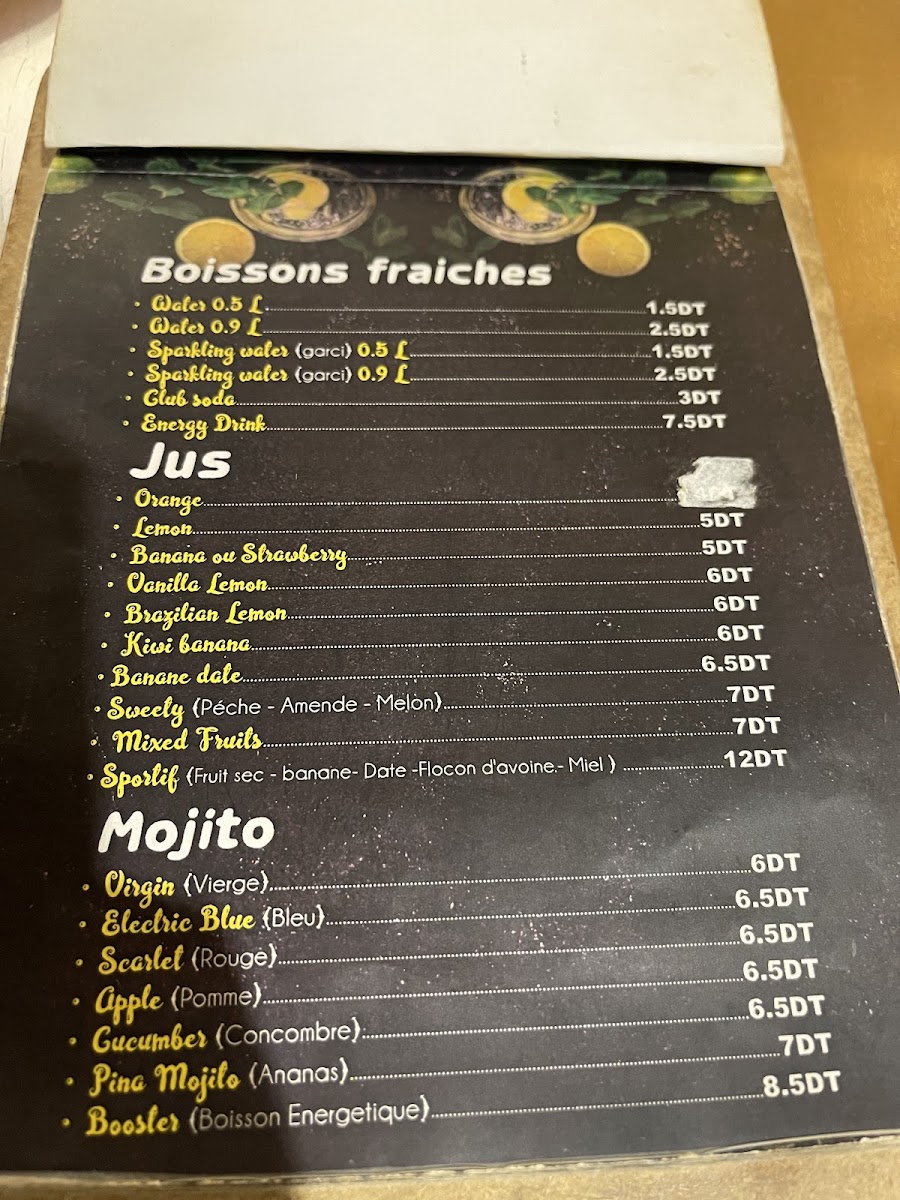 Boissons fraiches
• Water 0.5 L 1.5DT
• Water 0.9 L 2.5DT
• Sparkling water (garci) 0.5 L 1.5DT
• Sparkling water (garci) 0.9 L 2.5DT
• Club soda 3DT
• Energy Drink 7.5DT
Jus
• Orange
• Lemon 5DT
• Banana ou Strawberry 5DT
• Vanilla Lemon 6DT
• Brazilian Lemon 6DT
• Kiwi banana 6DT
• Banane date 6.5DT
• Sweety (Péche - Amende - Melon) 7DT
• Mixed Fruits 7DT
• Sportif (Fruit sec - banane- Date -Flocon d'avoine.- Miel ) 12DT
Mojito
• Virgin (Vierge) 6DT
• Electric Blue (Bleu) 6.5DT
• Scarlet (Rouge) 6.5DT
• Apple (Pomme) 6.5DT
• Cucumber (Concombre) 6.5DT
• Pina Mojito (Ananas) 7DT
• Booster (Boisson Energetique) 8.5DT